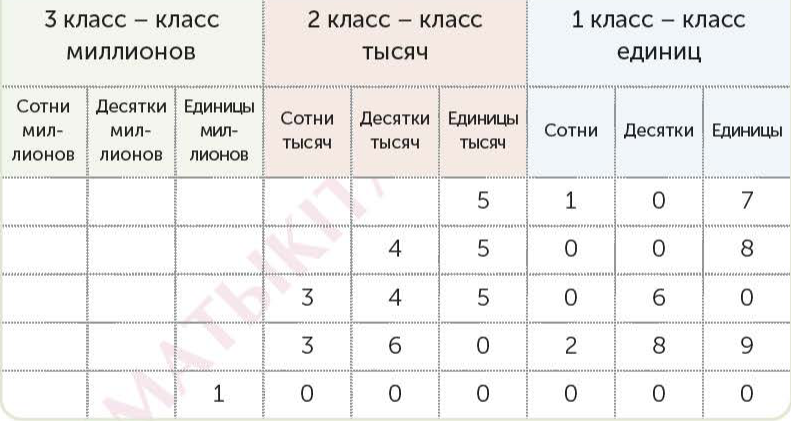 3 класс – класс
миллионов
2 класс – класс
тысяч
1 класс – класс
единиц
Сотни
мил-
лионов
Десятки
мил-
лионов
Единицы
мил-
лионов
Сотни
тысяч
Десятки
тысяч
Единицы
тысяч
Сотни
Десятки
Единицы
5 1 0 7
4 5 0 0 8
3 4 5 0 6 0
3 6 0 2 8 9
1 0 0 0 0 0 0